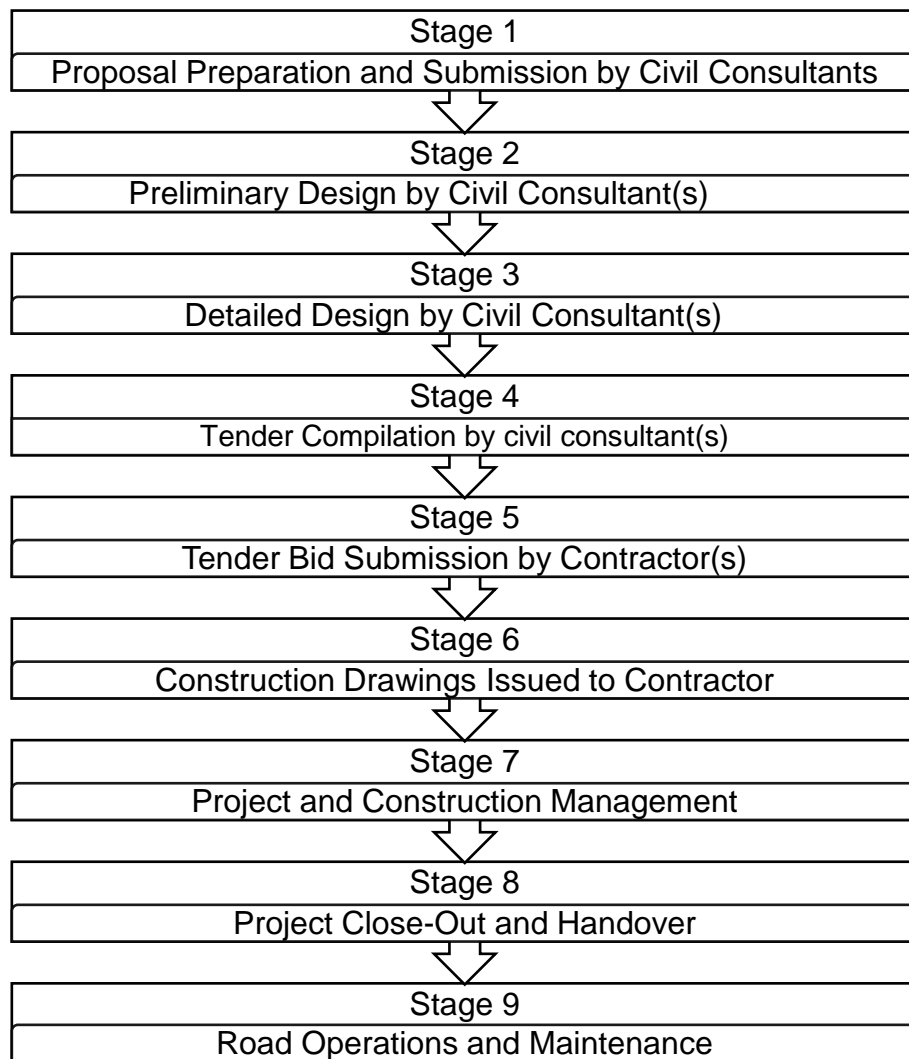 Stage 1
Proposal Preparation and Submission by Civil Consultants
Stage 2
Preliminary Design by Civil Consultant(s)
Stage 3
Detailed Design by Civil Consultant(s)
Stage 4
Tender Compilation by civil consultant(s)
Stage 5
Tender Bid Submission by Contractor(s)
Stage 6
Construction Drawings Issued to Contractor
Stage 7
Project and Construction Management
Stage 8
Project Close-Out and Handover
Stage 9
Road Operations and Maintenance